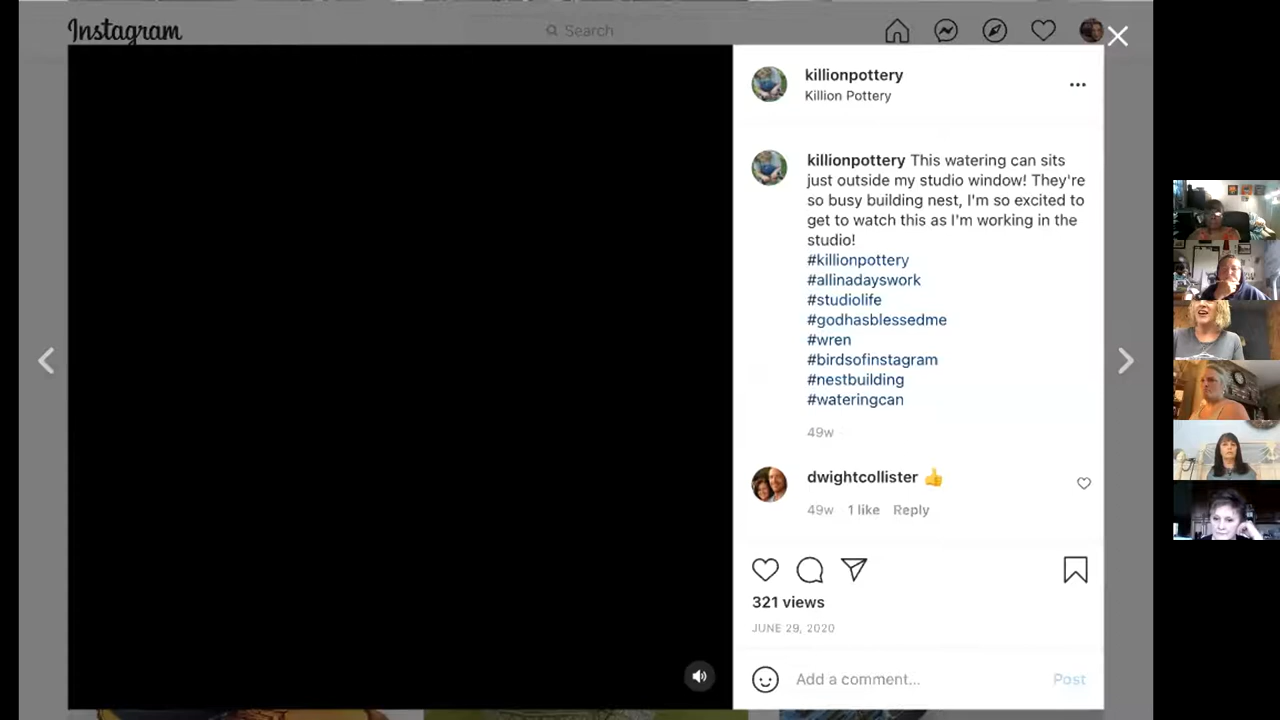 Instagram
Search
killionpottery
Killion Pottery
killionpottery This watering can sits
just outside my studio window! They're
so busy building nest, I'm so excited to
get to watch this as I'm working in the
studio!
#killionpottery
#allinadayswork
#studiolife
#godhasblessedme
#wren
#birdsofinstagram
#nestbuilding
#wateringcan
49w
dwightcollister 👍
49w 1 like Reply
321 views
JUNE 29, 2020
Add a comment... Post